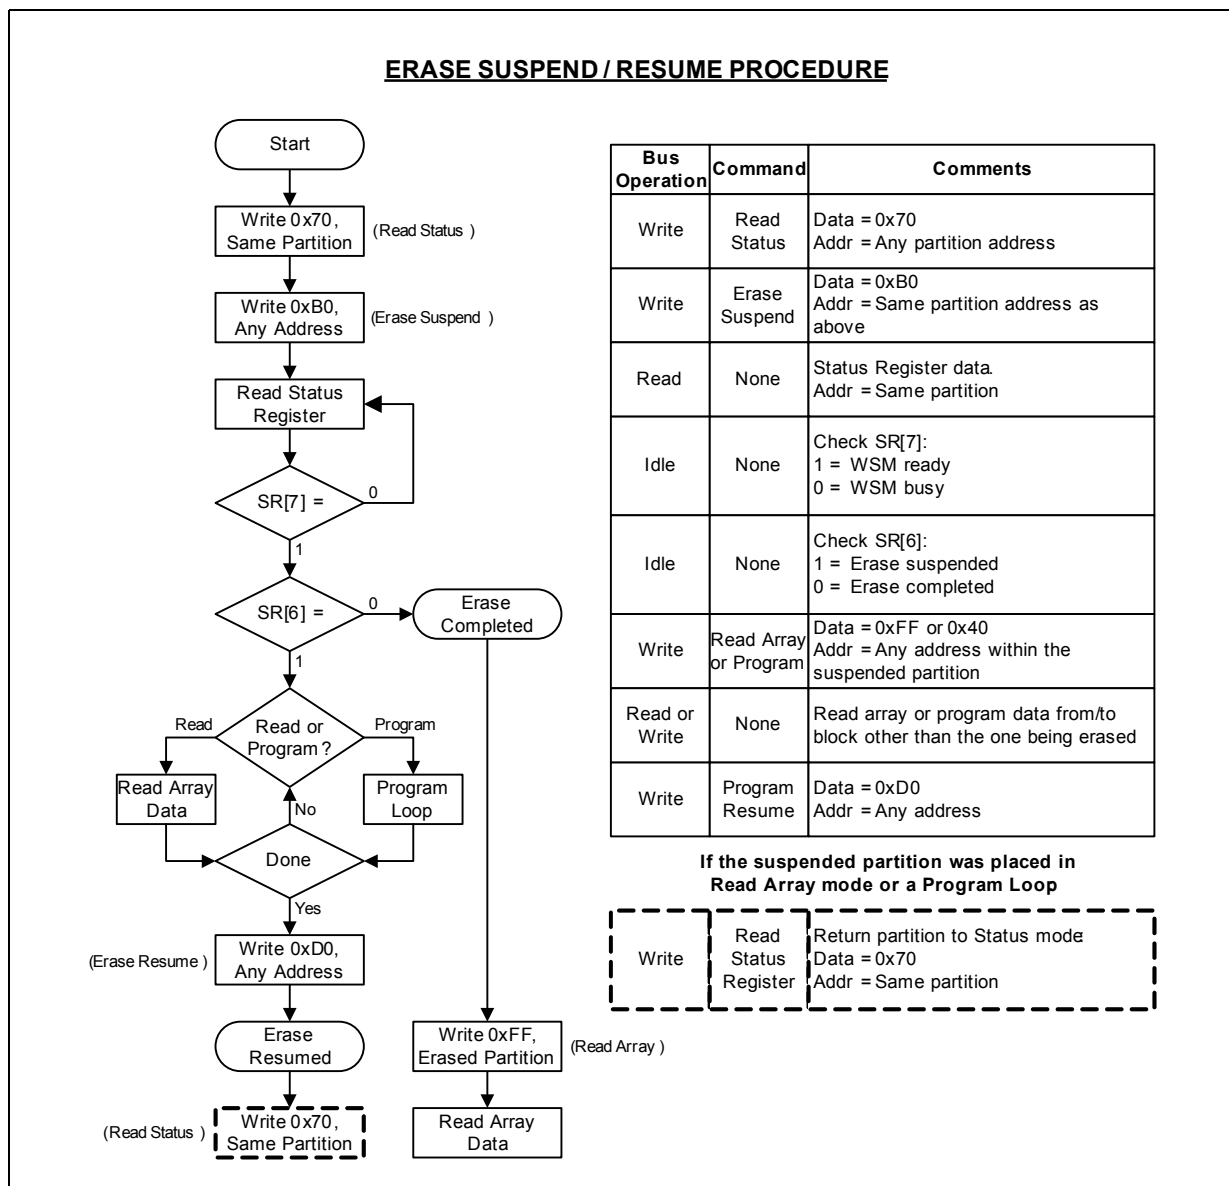 ERASE SUSPEND / RESUME PROCEDURE
Start
Write 0x70,
Same Partition
(Read Status )
Write 0xB0,
Any Address
(Erase Suspend )
Read Status
Register
SR[7] =
0
1
SR[6] =
0
Erase
Completed
1
Read or
Program ?
Read
Program
Read Array
Data
Program
Loop
No
Done
Yes
(Erase Resume )
Write 0xD0,
Any Address
Erase
Resumed
(Read Status )
Write 0x70,
Same Partition
Write 0xFF,
Erased Partition
(Read Array )
Read Array
Data
Bus
Operation
Command
Comments
Write
Read
Status
Data = 0x70
Addr = Any partition address
Write
Erase
Suspend
Data = 0xB0
Addr = Same partition address as
above
Read
None
Status Register data.
Addr = Same partition
Idle
None
Check SR[7]:
1 = WSM ready
0 = WSM busy
Idle
None
Check SR[6]:
1 = Erase suspended
0 = Erase completed
Write
Read Array
or Program
Data = 0xFF or 0x40
Addr = Any address within the
suspended partition
Read or
Write
None
Read array or program data from/to
block other than the one being erased
Write
Program
Resume
Data = 0xD0
Addr = Any address
If the suspended partition was placed in
Read Array mode or a Program Loop
Write
Read
Status
Register
Return partition to Status mode:
Data = 0x70
Addr = Same partition